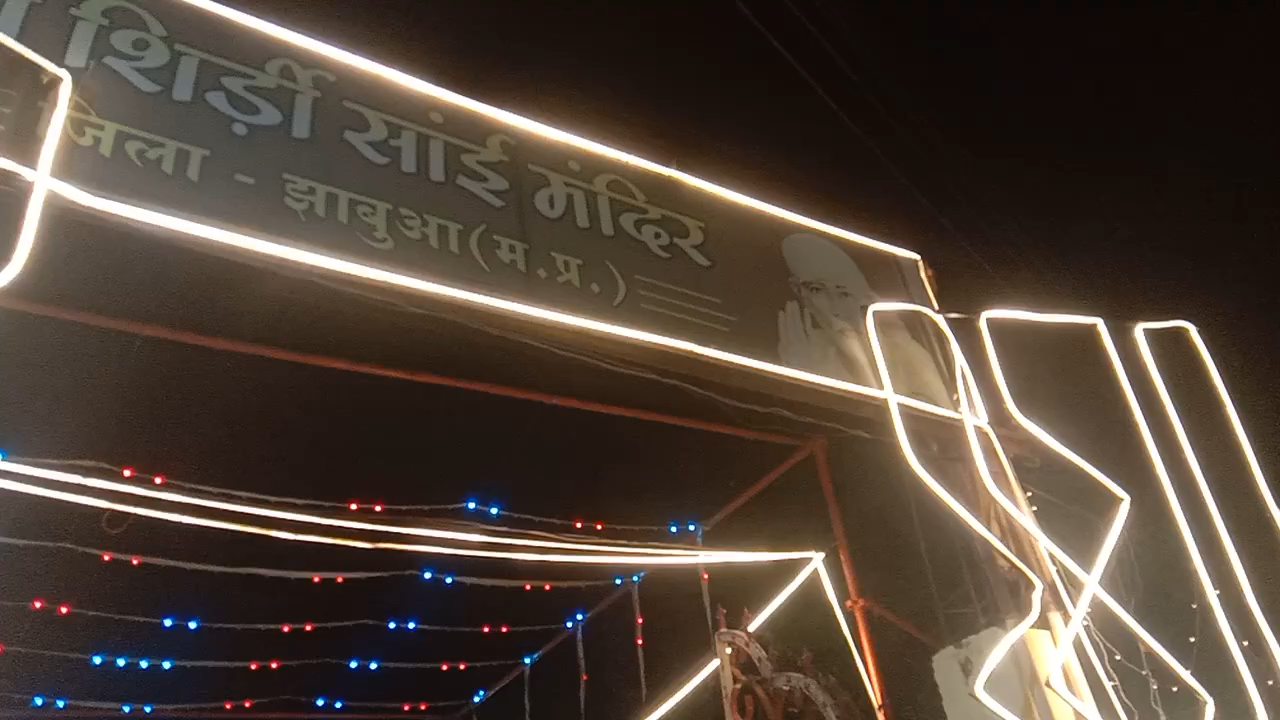 शिर्ड़ी सांई मंदिर
जिला - झाबुआ (म.प्र.)